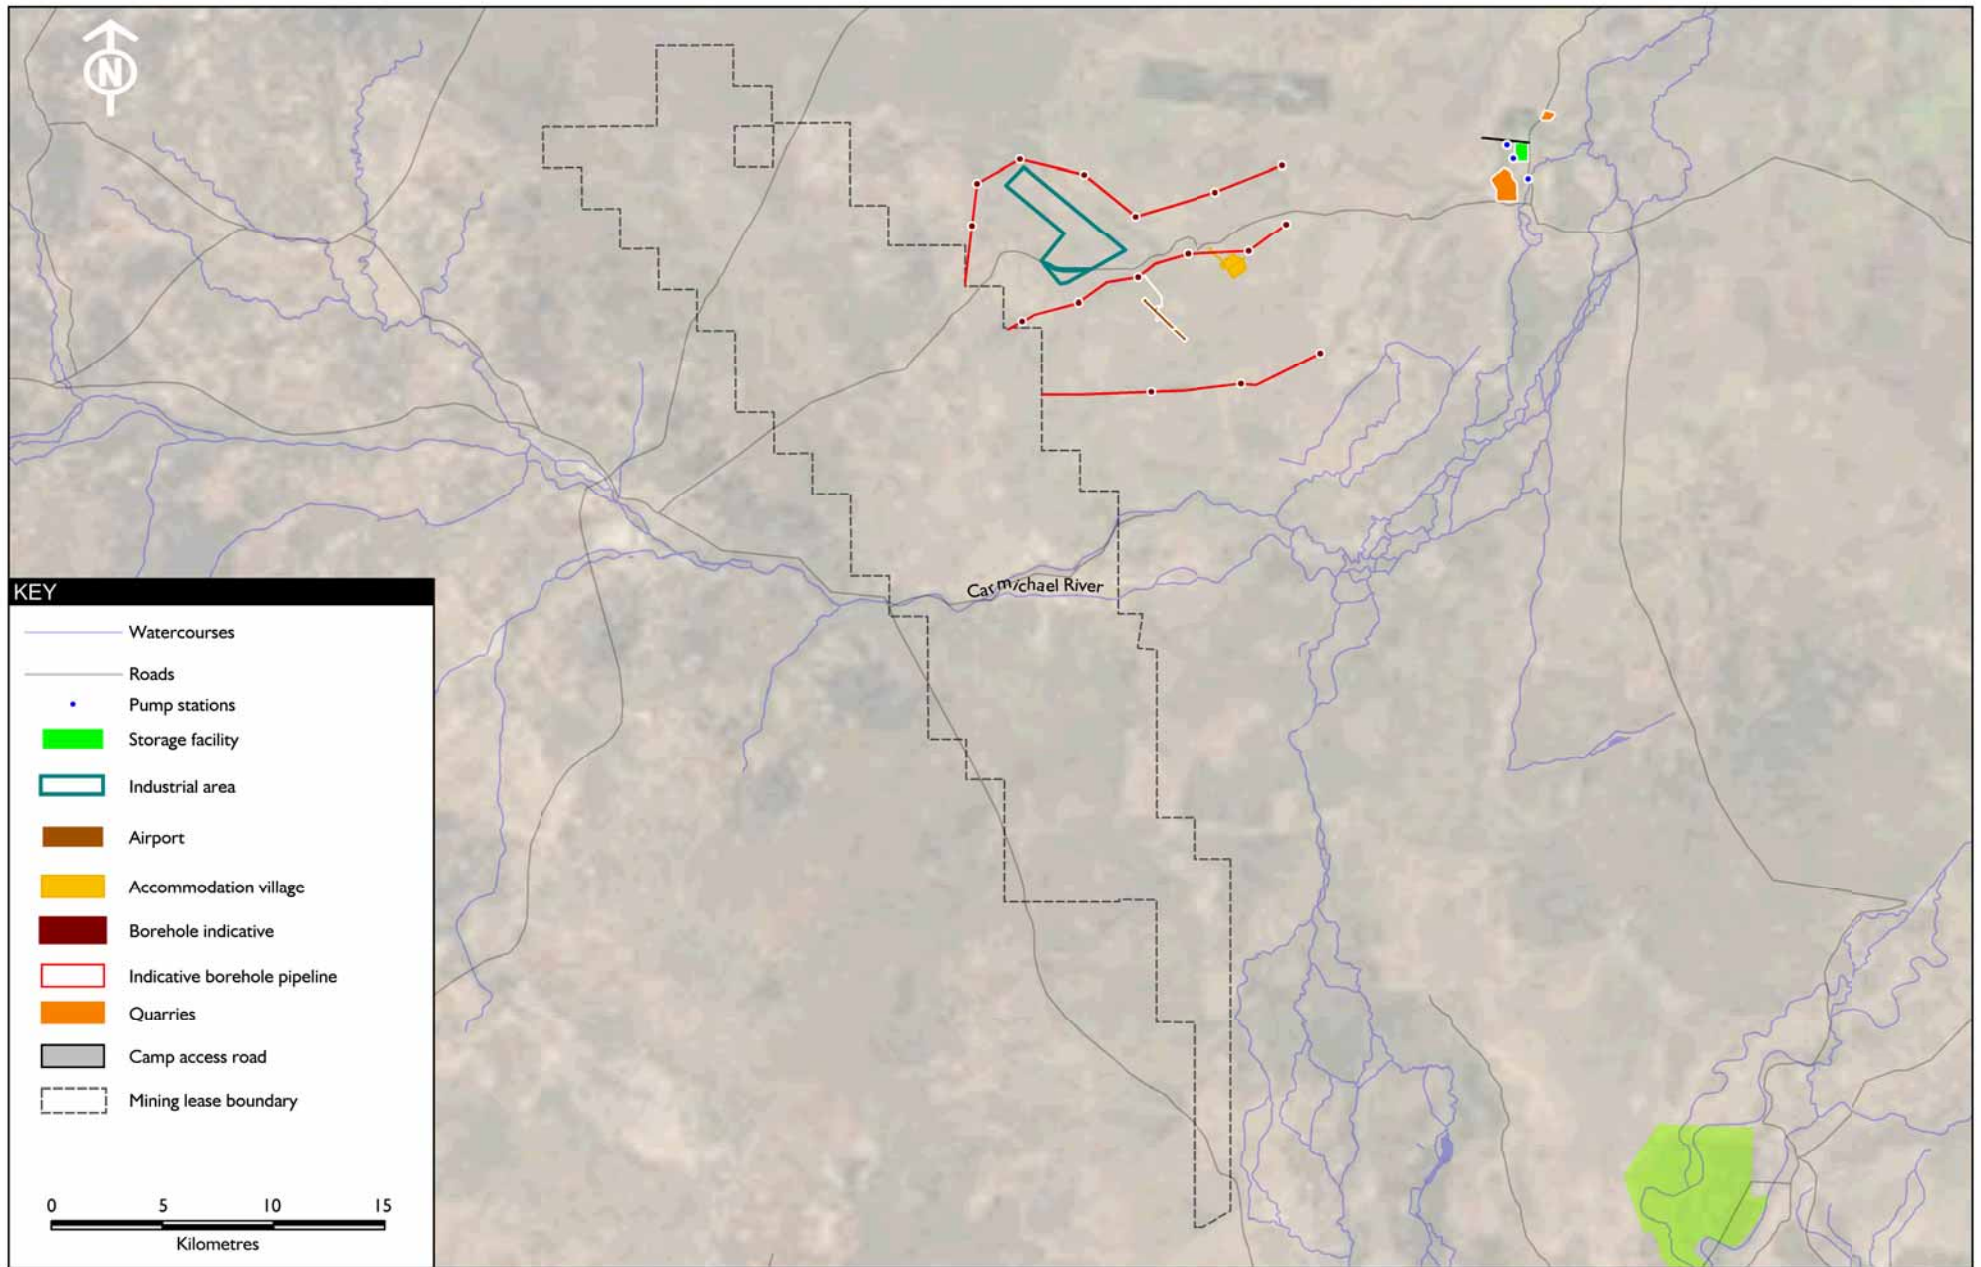 N
Carmichael River
KEY
Watercourses
Roads
Pump stations
Storage facility
Industrial area
Airport
Accommodation village
Borehole indicative
Indicative borehole pipeline
Quarries
Camp access road
Mining lease boundary
0 5 10 15
Kilometres